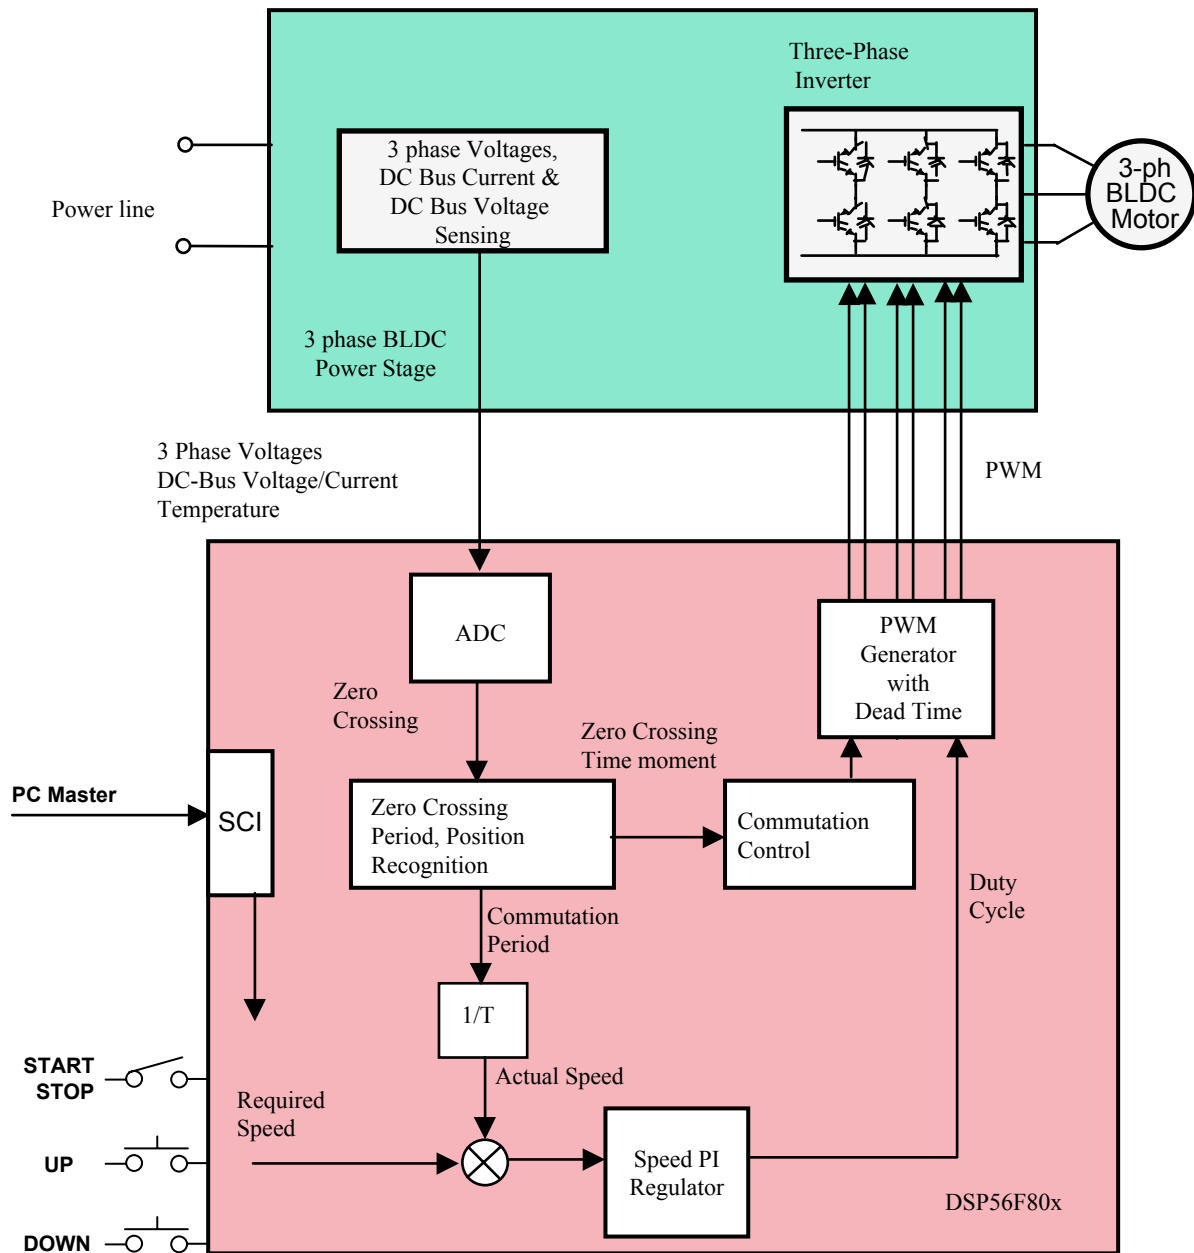 Three-Phase
Inverter
3 phase Voltages,
DC Bus Current &
DC Bus Voltage
Sensing
3-ph
BLDC
Motor
Power line
3 phase BLDC
Power Stage
3 Phase Voltages
DC-Bus Voltage/Current
Temperature
PWM
ADC
PWM
Generator
with
Dead Time
Zero
Crossing
Zero Crossing
Time moment
PC Master
SCI
Zero Crossing
Period, Position
Recognition
Commutation
Control
Duty
Cycle
Commutation
Period
1/T
START
STOP
Actual Speed
Required
Speed
UP
Speed PI
Regulator
DSP56F80x
DOWN